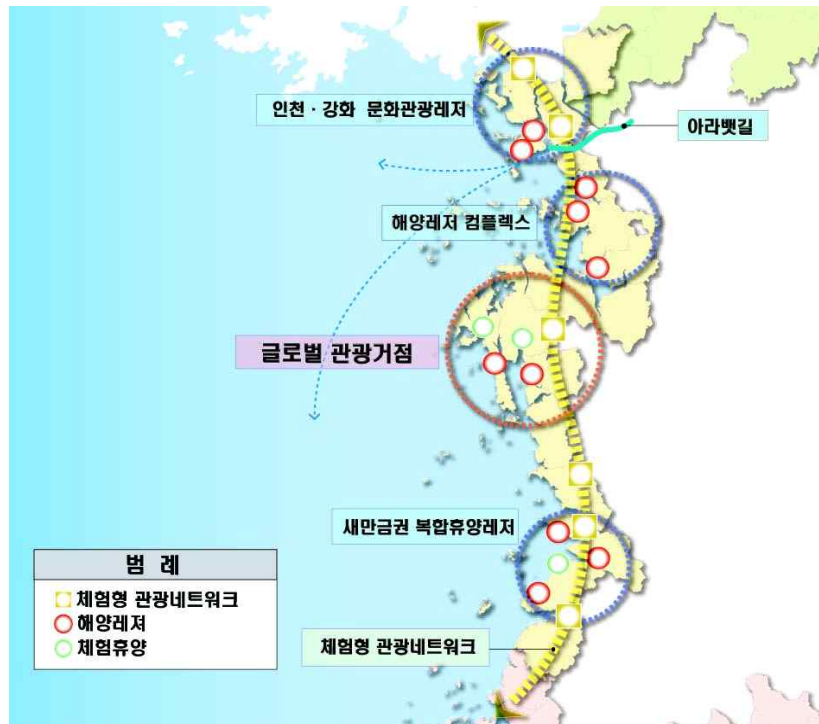 인천 · 강화 문화관광레저
아라뱃길
해양레저 컴플렉스
글로벌 관광거점
새만금권 복합휴양레저
범 례
체험형 관광네트워크
해양레저
체험휴양
체험형 관광네트워크